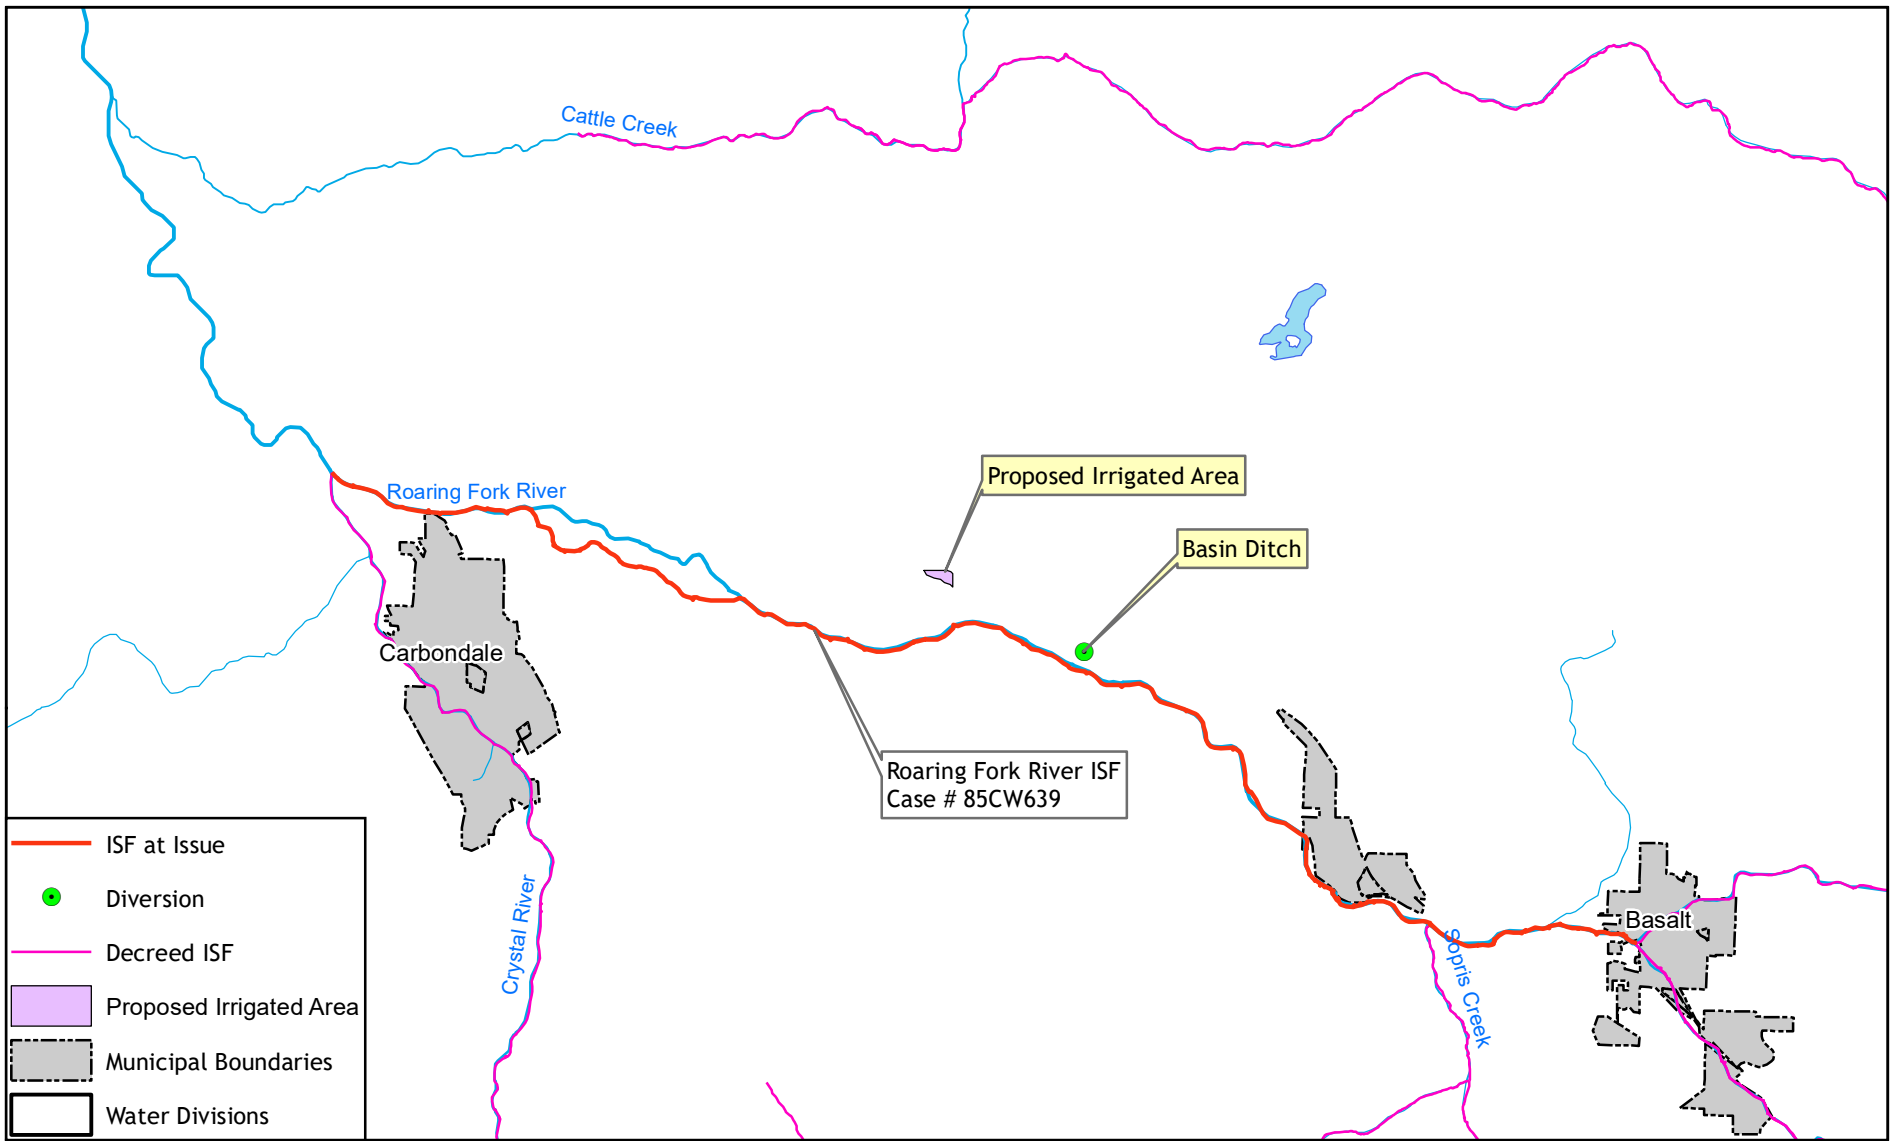 Cattle Creek
Proposed Irrigated Area
Roaring Fork River
Basin Ditch
Carbondale
Roaring Fork River ISF
Case # 85CW639
Crystal River
Sopris Creek
Basalt
ISF at Issue
Diversion
Decreed ISF
Proposed Irrigated Area
Municipal Boundaries
Water Divisions